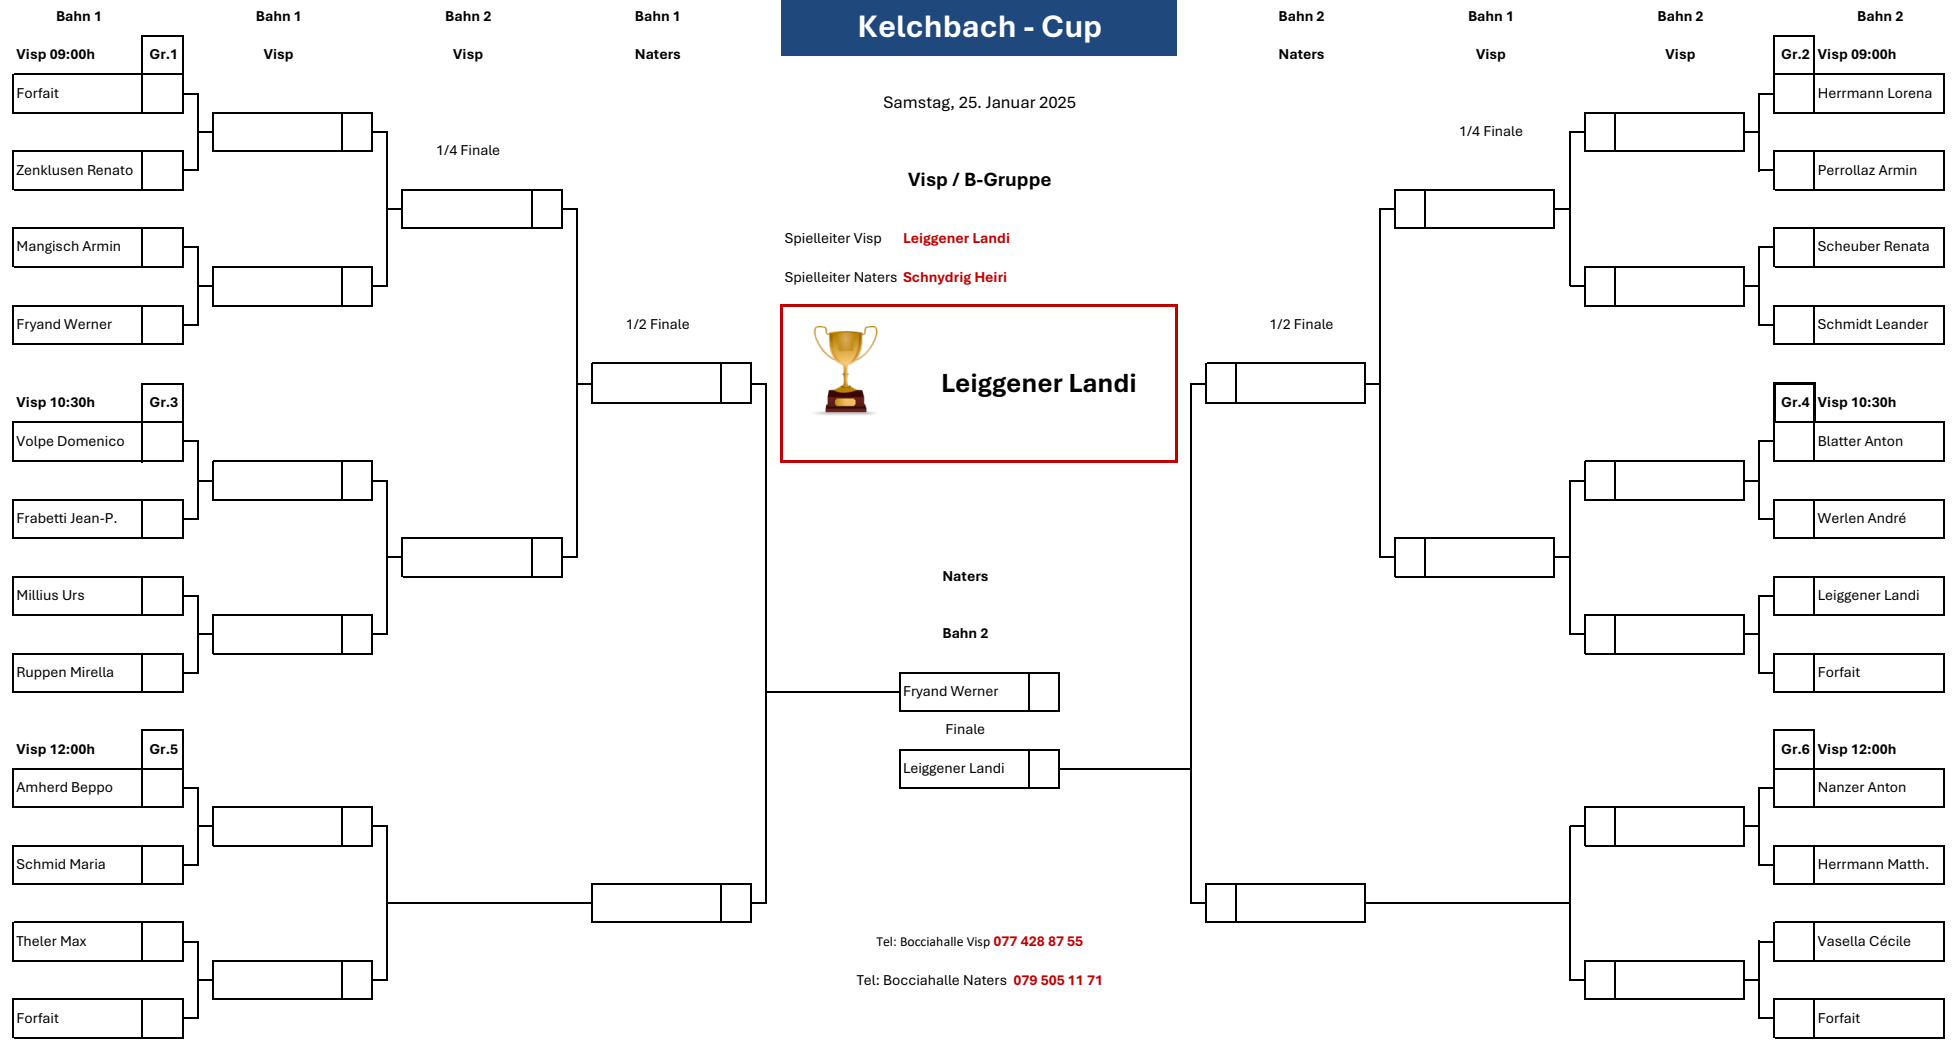 Bahn 1 Bahn 1 Bahn 2 Bahn 1 Kelchbach - Cup Bahn 2 Bahn 1 Bahn 2 Bahn 2
Visp 09:00h Gr.1 Visp Visp Naters Naters Visp Visp Gr.2 Visp 09:00h
Forfait Herrmann Lorena
Samstag, 25. Januar 2025
1/4 Finale 1/4 Finale
Zenklusen Renato Perrollaz Armin
Visp / B-Gruppe
Spielleiter Visp Leiggener Landi
Mangisch Armin Scheuber Renata
Spielleiter Naters Schnydrig Heiri
Fryand Werner 1/2 Finale 1/2 Finale Schmidt Leander
Leiggener Landi
Visp 10:30h Gr.3 Gr.4 Visp 10:30h
Volpe Domenico Blatter Anton
Frabetti Jean-P. Werlen André
Naters
Millius Urs Leiggener Landi
Bahn 2
Ruppen Mirella Forfait
Fryand Werner
Finale
Visp 12:00h Gr.5 Gr.6 Visp 12:00h
Leiggener Landi
Amherd Beppo Nanzer Anton
Schmid Maria Herrmann Matth.
Theler Max Tel: Bocciahalle Visp 077 428 87 55 Vasella Cécile
Tel: Bocciahalle Naters 079 505 11 71
Forfait Forfait